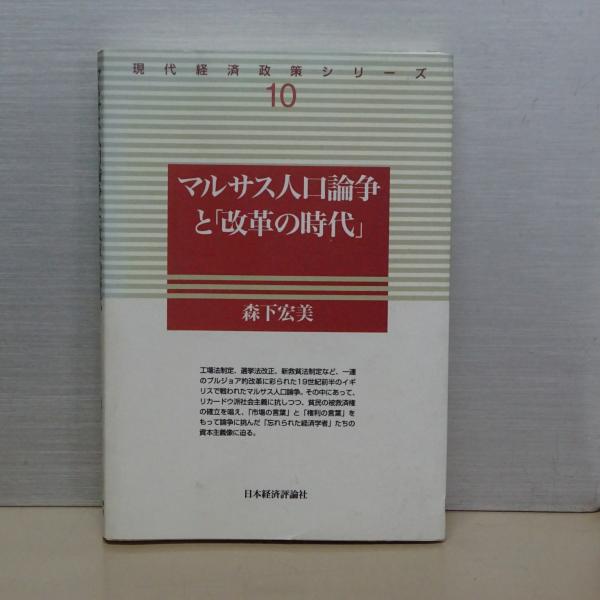 現代経済政策シリーズ
10
マルサス人口論争
と「改革の時代」
森下宏美
工場法制定、選挙法改正、新救貧法制定など、一連
のブルジョア的改革に彩られた19世紀前半のイギ
リスで戦われたマルサス人口論争。その中にあって、
リカードウ派社会主義に抗しつつ、貧民の被救済権
の確立を唱え、「市場の言葉」と「権利の言葉」を
もって論争に挑んだ「忘れられた経済学者」たちの
資本主義像に迫る。
日本経済評論社